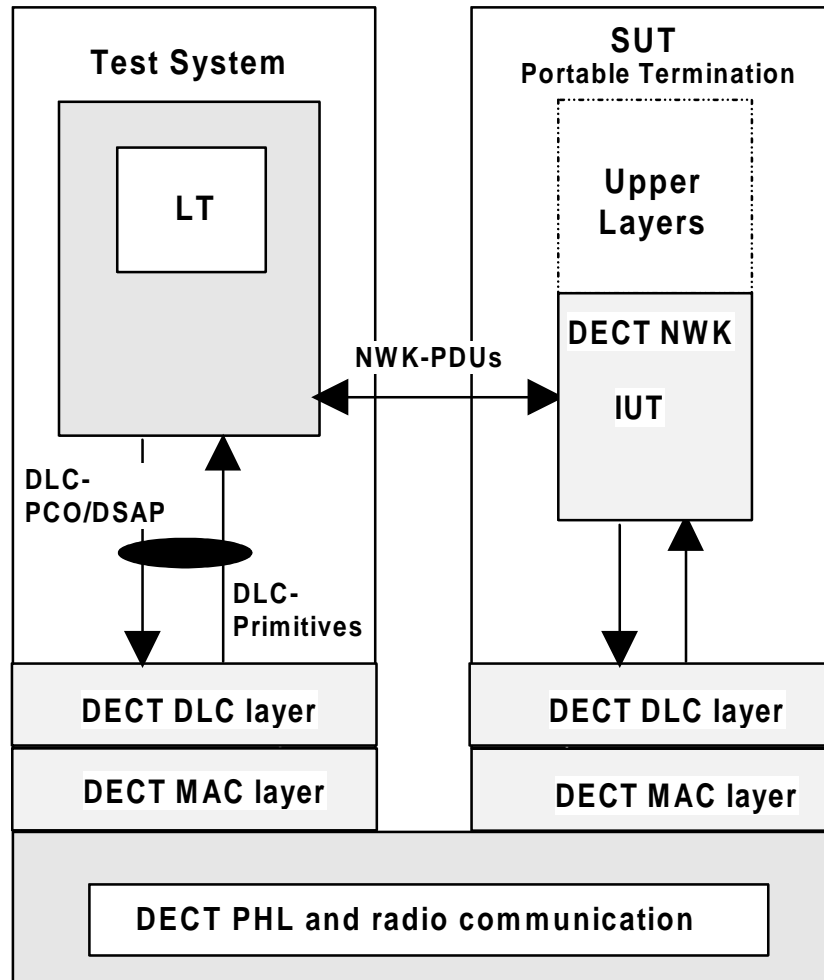 Test System
LT
SUT
Portable Termination
Upper
Layers
DECT NWK
IUT
NWK-PDUs
DLC-
PCO/DSAP
DLC-
Primitives
DECT DLC layer
DECT DLC layer
DECT MAC layer
DECT MAC layer
DECT PHL and radio communication